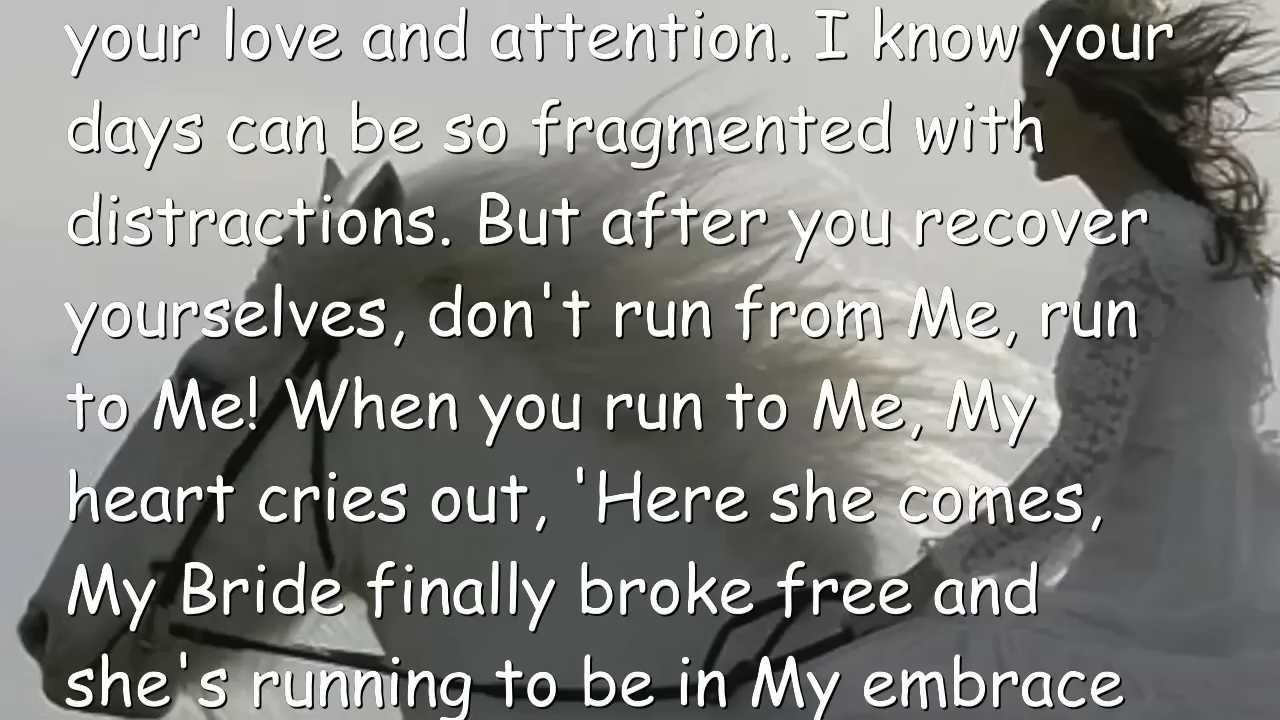 your love and attention. I know your
days can be so fragmented with
distractions. But after you recover
yourselves, don't run from Me, run
to Me! When you run to Me, My
heart cries out, 'Here she comes,
My Bride finally broke free and
she's running to be in My embrace